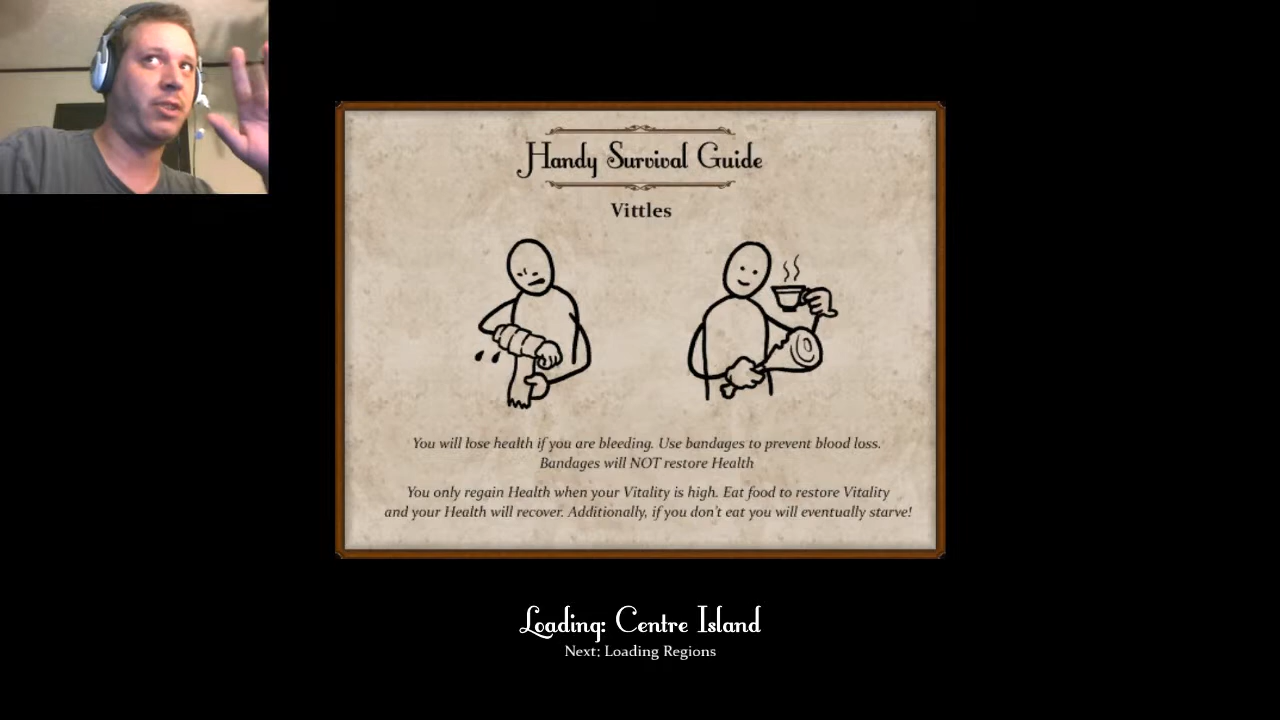 Handy Survival Guide
Vittles
You will lose health if you are bleeding. Use bandages to prevent blood loss.
Bandages will NOT restore Health
You only regain Health when your Vitality is high. Eat food to restore Vitality
and your Health will recover. Additionally, if you don't eat you will eventually starve!
Loading: Centre Island
Next: Loading Regions